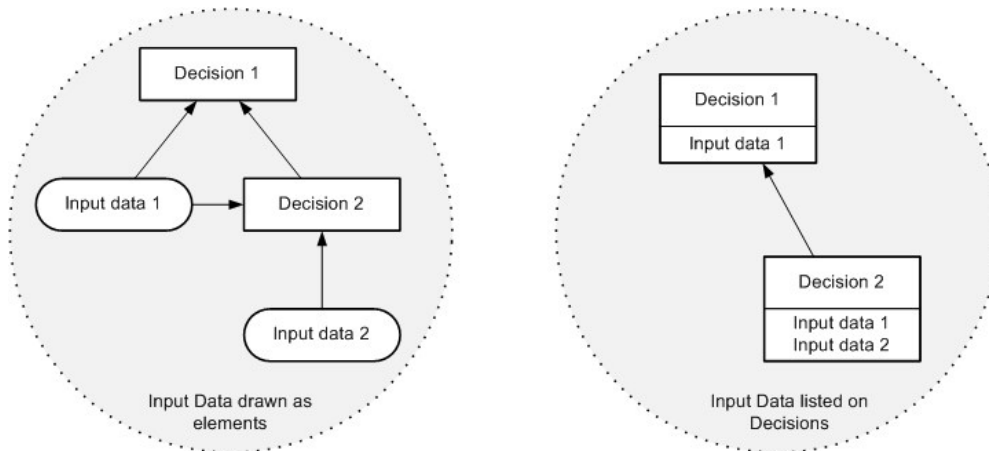 Decision 1
Input data 1
Decision 2
Input data 2
Input Data drawn as
elements
Decision 1
Input data 1
Decision 2
Input data 1
Input data 2
Input Data listed on
Decisions